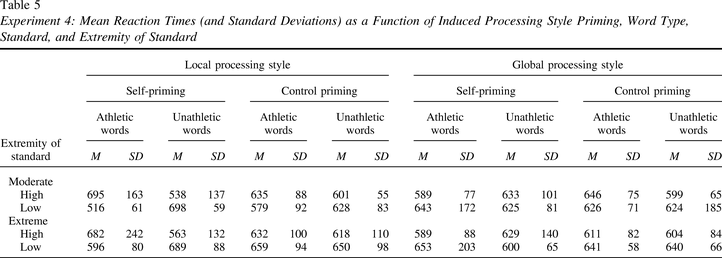 Table 5
Experiment 4: Mean Reaction Times (and Standard Deviations) as a Function of Induced Processing Style Priming, Word Type,
Standard, and Extremity of Standard
Local processing style Global processing style
Self-priming Control priming Self-priming Control priming
Athletic Unathletic Athletic Unathletic Athletic Unathletic Athletic Unathletic
words words words words words words words words
Extremity of
standard M SD M SD M SD M SD M SD M SD M SD M SD
Moderate
High 695 163 538 137 635 88 601 55 589 77 633 101 646 75 599 65
Low 516 61 698 59 579 92 628 83 643 172 625 81 626 71 624 185
Extreme
High 682 242 563 132 632 100 618 110 589 88 629 140 611 82 604 84
Low 596 80 689 88 659 94 650 98 653 203 600 65 641 58 640 66